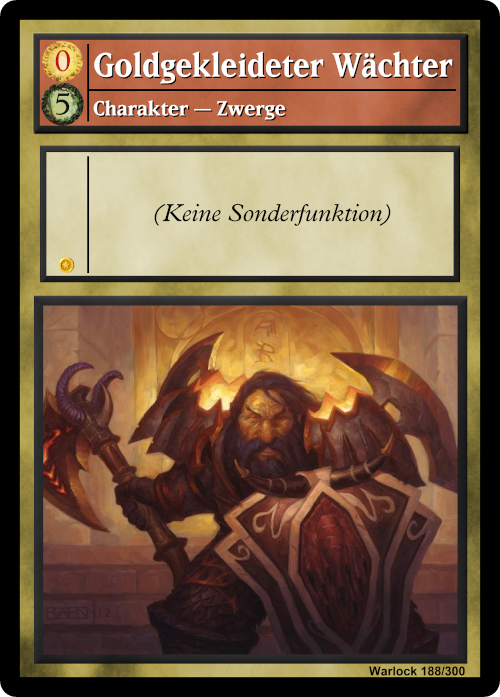 0
Goldgekleideter Wächter
5
Charakter — Zwerge
(Keine Sonderfunktion)
Warlock 188/300